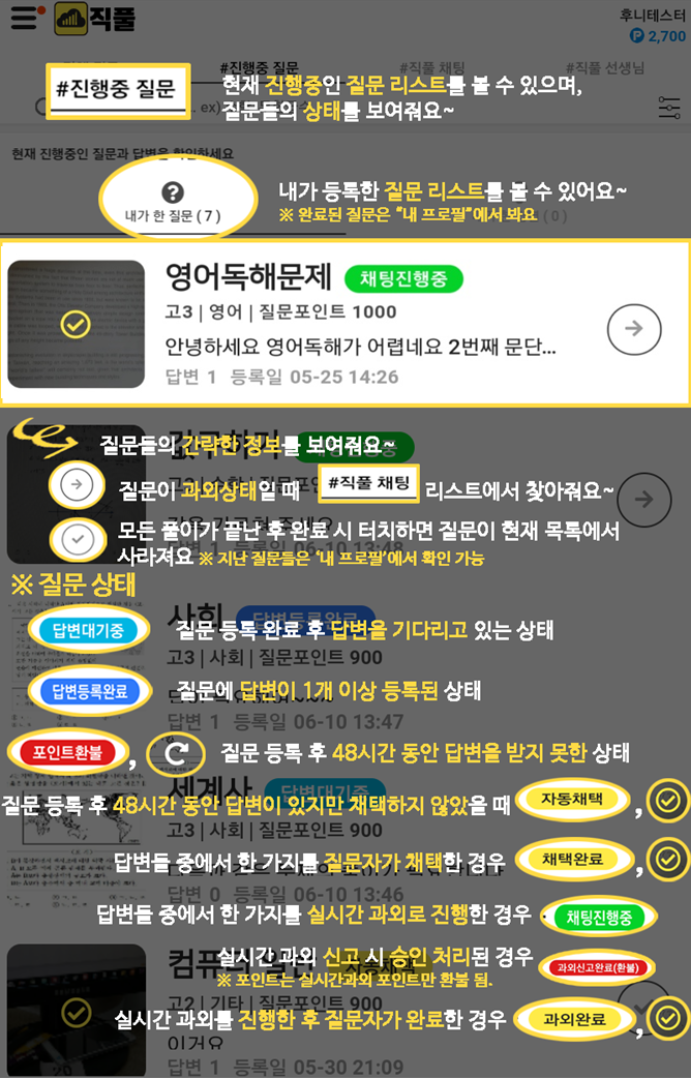 직풀
후니테스터
P 2,700
#진행중 질문
#직풀 채팅
#직풀 선생님
#진행중 질문
현재 진행중인 질문 리스트를 볼 수 있으며,
ex)
질문들의 상태를 보여줘요~
현재 진행중인 질문과 답변을 확인하세요
내가 한 질문 ( 7 )
내가 등록한 질문 리스트를 볼 수 있어요~
※ 완료된 질문은 "내 프로필"에서 봐요
( 0 )
영어독해문제 채팅진행중
고3 | 영어 | 질문포인트 1000
안녕하세요 영어독해가 어렵네요 2번째 문단...
답변 1 등록일 05-25 14:26
질문들의 간략한 정보를 보여줘요~
질문이 과외상태일 때 #직풀 채팅 리스트에서 찾아줘요~
모든 풀이가 끝난 후 완료 시 터치하면 질문이 현재 목톡에서
사라져요 ※ 지난 질문들은 '내 프로필'에서 확인 가능
06-10 13:48
※ 질문 상태
사회 답변등록완료
답변대기중 질문 등록 완료 후 답변을 기다리고 있는 상태
고3 | 사회 | 질문포인트 900
답변등록완료 질문에 답변이 1개 이상 등록된 상태
답변 1 등록일 06-10 13:47
포인트환불 , 질문 등록 후 48시간 동안 답변을 받지 못한 상태
세계사 답변대기중
질문 등록 후 48시간 동안 답변이 있지만 채택하지 않았을 때 자동채택 ,
고3 | 사회 | 질문포인트 900
답변들 중에서 한 가지를 질문자가 채택한 경우 채택완료 ,
답변 0 등록일 06-10 13:46
답변들 중에서 한 가지를 실시간 과외로 진행한 경우 채팅진행중
실시간 과외 신고 시 승인 처리된 경우 과외신고완료(환불)
※ 포인트는 실시간과외 포인트만 환불 됨.
고2 | 기타 | 질문포인트 900
실시간 과외를 진행한 후 질문자가 완료한 경우 과외완료 ,
이거요
답변 1 등록일 05-30 21:09